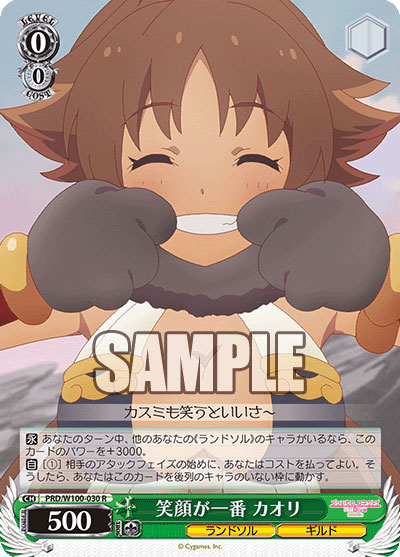 LEVEL
0
0
COST
SAMPLE
カスミも笑うといいさ~
永 あなたのターン中、他のあなたの《ランドソル》のキャラがいるなら、この
カードのパワーを+3000。
自 [(1)] 相手のアタックフェイズの始めに、あなたはコストを払ってよい。そ
うしたら、あなたはこのカードを後列のキャラのいない枠に動かす。
CH PRD/W100-030 R
500
笑顔が一番 カオリ
ランドソル ギルド
© Cygames, Inc.